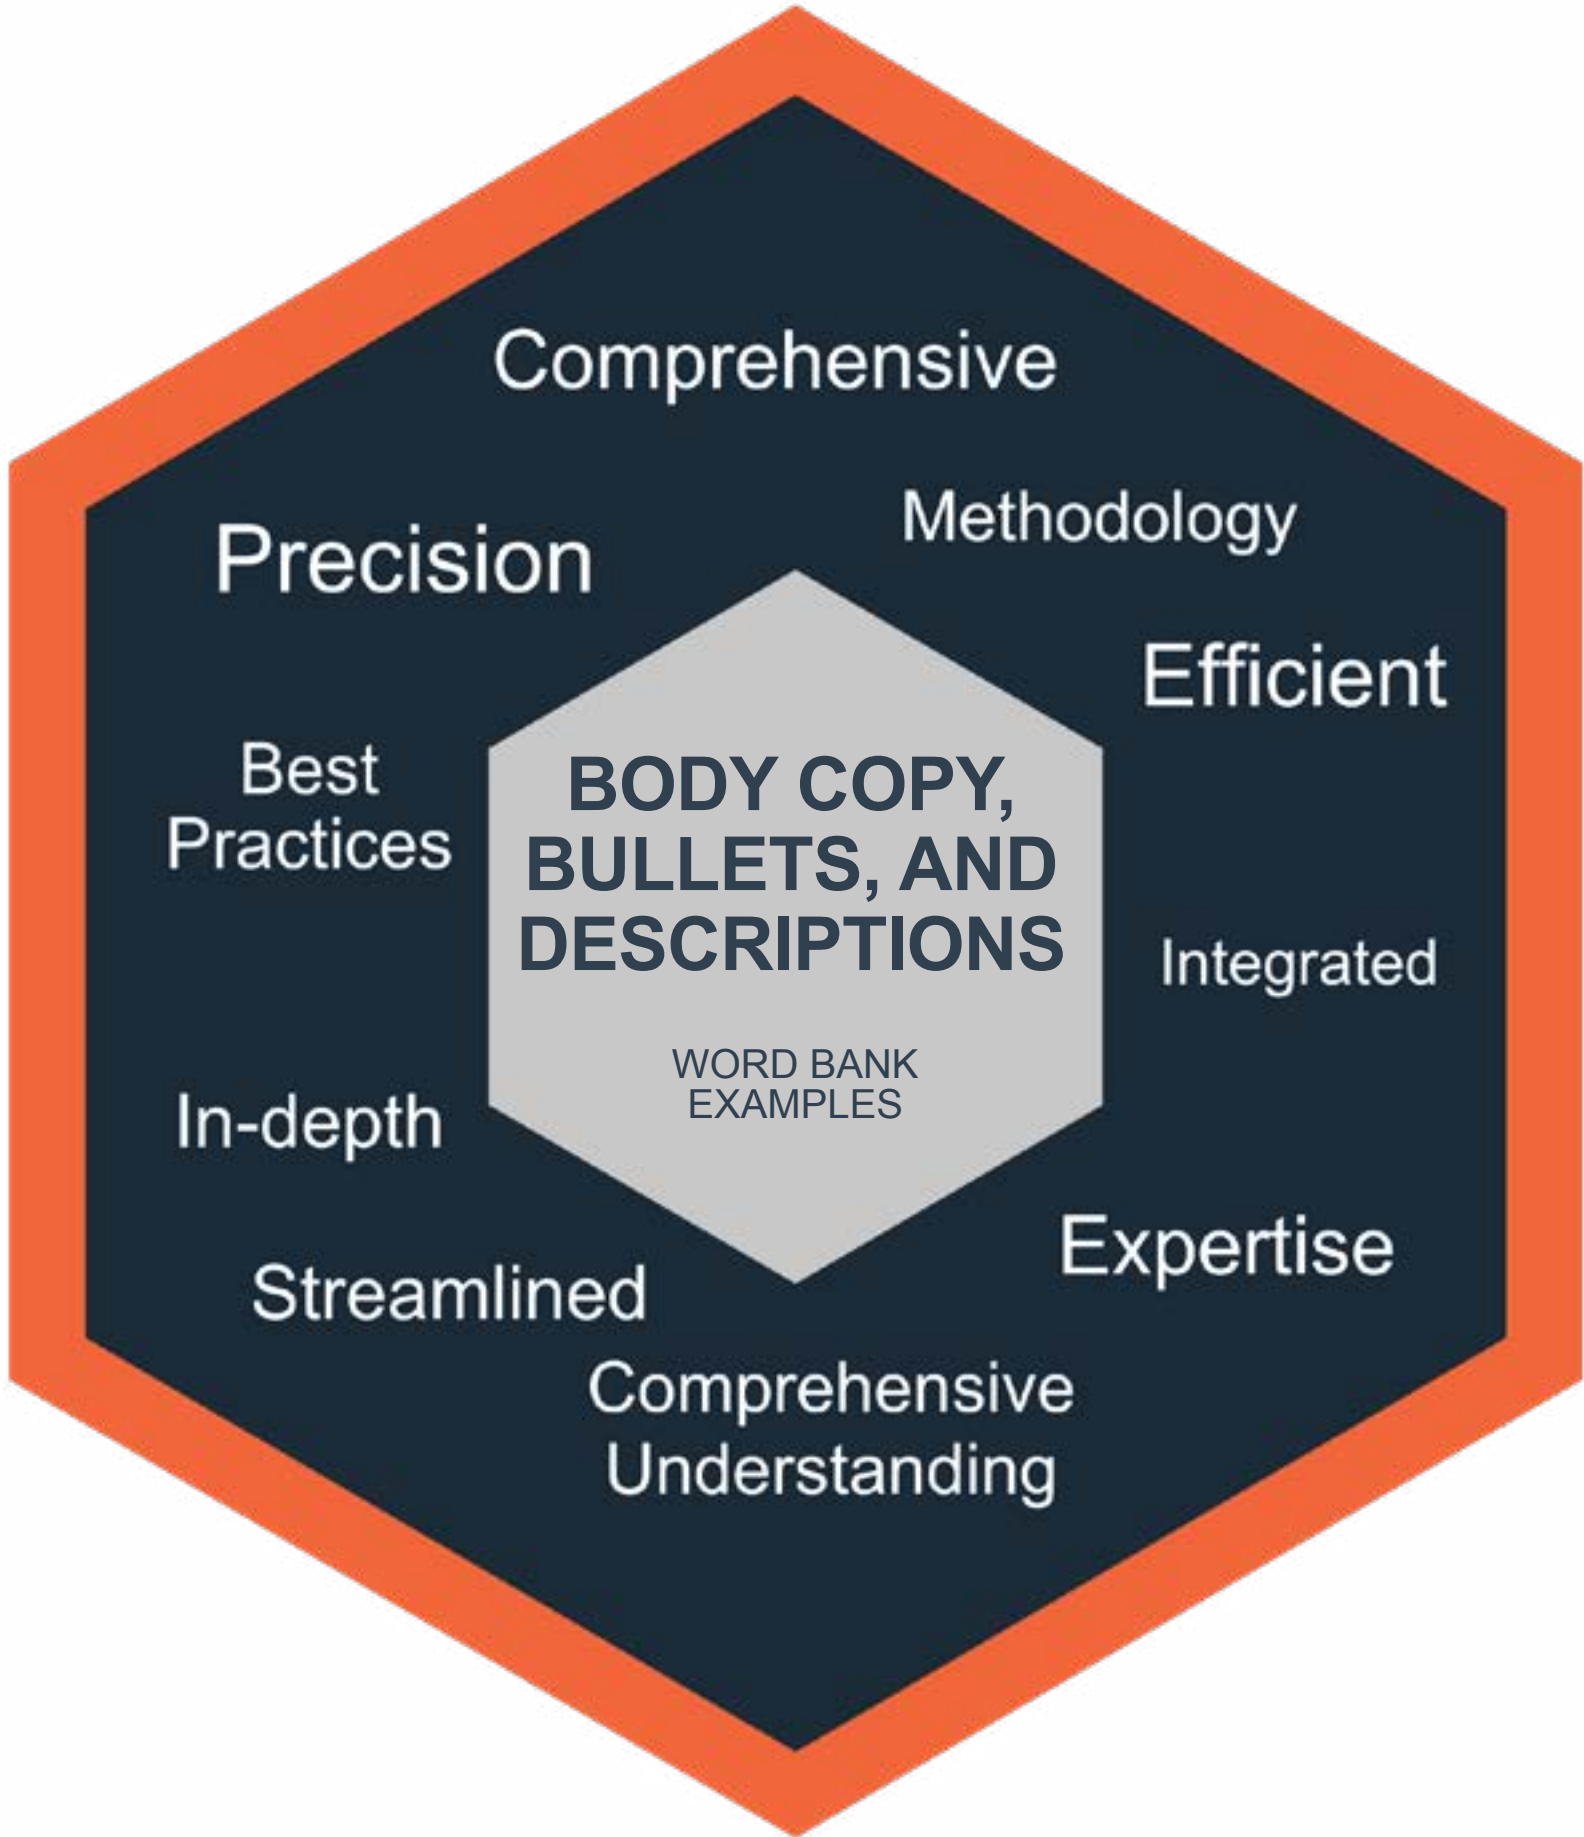 Comprehensive
Methodology
Precision
Efficient
Best
Practices
BODY COPY,
BULLETS, AND
DESCRIPTIONS
WORD BANK
EXAMPLES
Integrated
In-depth
Expertise
Streamlined
Comprehensive
Understanding